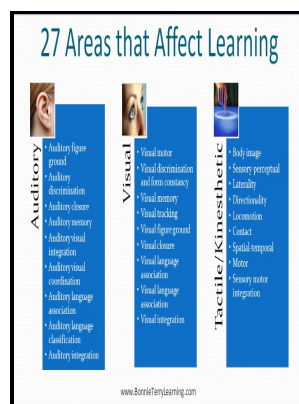 27 Areas that Affect Learning
Auditory
• Auditory figure
ground
• Auditory
discrimination
• Auditory closure
• Auditory memory
• Auditory visual
integration
• Auditory visual
coordination
• Auditory language
association
• Auditory language
classification
• Auditory integration
Visual
• Visual motor
• Visual discrimination
and form constancy
• Visual memory
• Visual tracking
• Visual figure ground
• Visual closure
• Visual language
association
• Visual language
association
• Visual integration
Tactile/Kinesthetic
• Body image
• Sensory-perceptual
• Laterality
• Directionality
• Locomotion
• Contact
• Spatial-temporal
• Motor
• Sensory motor
integration
www.BonnieTerryLearning.com